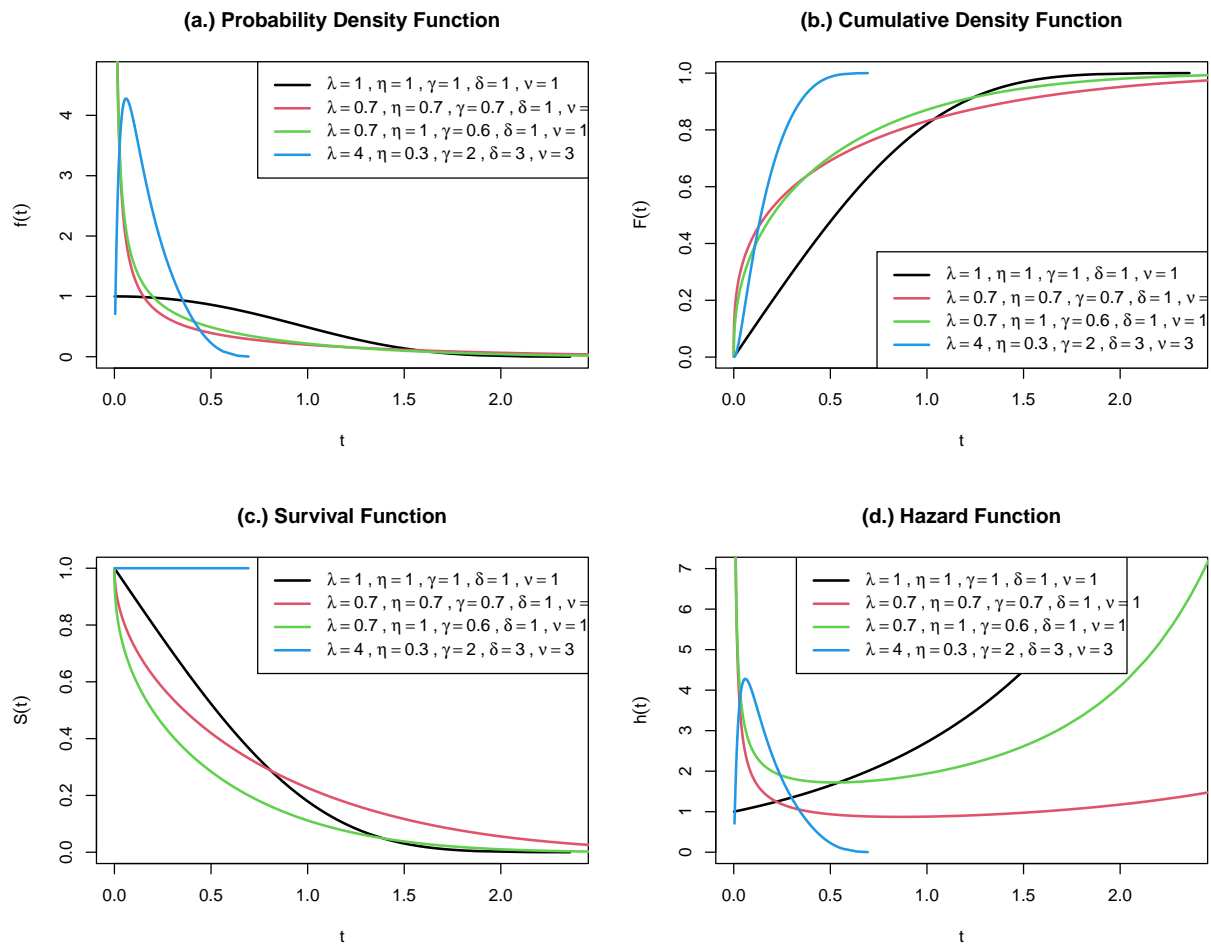 (a.) Probability Density Function
λ = 1 , η = 1 , γ = 1 , δ = 1 , ν = 1
λ = 0.7 , η = 0.7 , γ = 0.7 , δ = 1 , ν =
λ = 0.7 , η = 1 , γ = 0.6 , δ = 1 , ν = 1
λ = 4 , η = 0.3 , γ = 2 , δ = 3 , ν = 3
f(t)
4
3
2
1
0
0.0 0.5 1.0 1.5 2.0
t
(b.) Cumulative Density Function
F(t)
1.0
0.8
0.6
0.4
0.2
0.0
λ = 1 , η = 1 , γ = 1 , δ = 1 , ν = 1
λ = 0.7 , η = 0.7 , γ = 0.7 , δ = 1 , ν =
λ = 0.7 , η = 1 , γ = 0.6 , δ = 1 , ν = 1
λ = 4 , η = 0.3 , γ = 2 , δ = 3 , ν = 3
0.0 0.5 1.0 1.5 2.0
t
(c.) Survival Function
λ = 1 , η = 1 , γ = 1 , δ = 1 , ν = 1
λ = 0.7 , η = 0.7 , γ = 0.7 , δ = 1 , ν =
λ = 0.7 , η = 1 , γ = 0.6 , δ = 1 , ν = 1
λ = 4 , η = 0.3 , γ = 2 , δ = 3 , ν = 3
S(t)
1.0
0.8
0.6
0.4
0.2
0.0
0.0 0.5 1.0 1.5 2.0
t
(d.) Hazard Function
λ = 1 , η = 1 , γ = 1 , δ = 1 , ν = 1
λ = 0.7 , η = 0.7 , γ = 0.7 , δ = 1 , ν = 1
λ = 0.7 , η = 1 , γ = 0.6 , δ = 1 , ν = 1
λ = 4 , η = 0.3 , γ = 2 , δ = 3 , ν = 3
h(t)
7
6
5
4
3
2
1
0
0.0 0.5 1.0 1.5 2.0
t